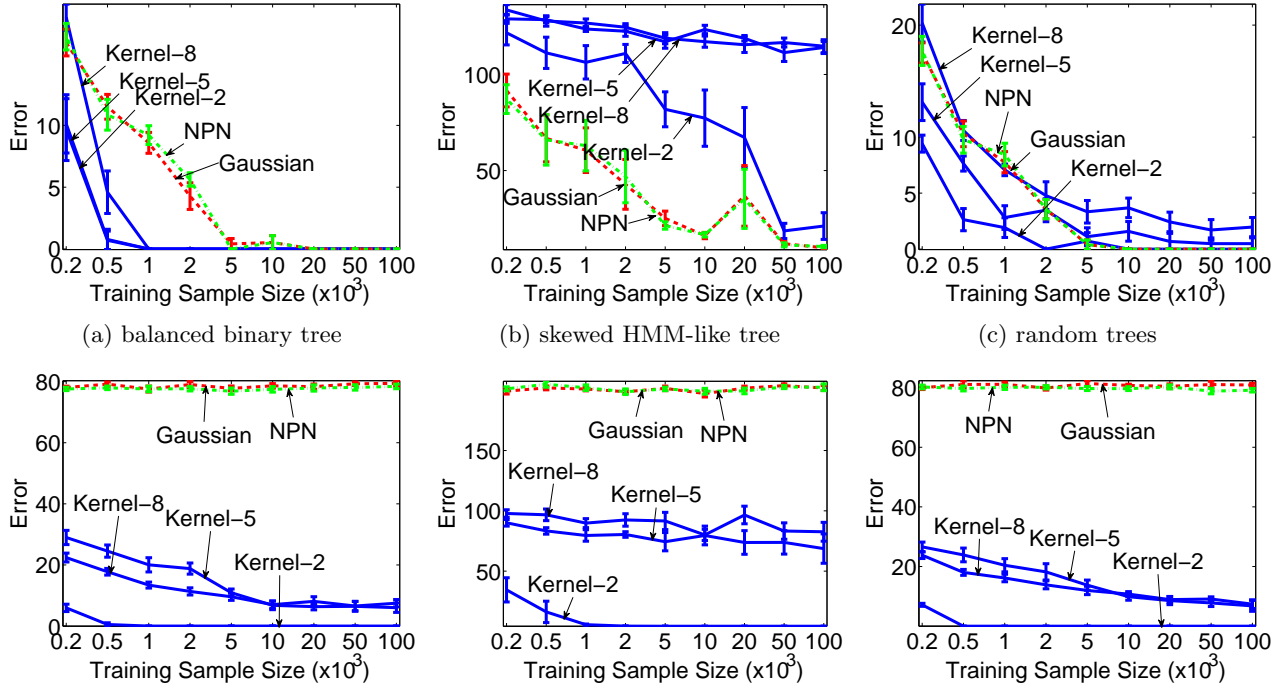 Error
20
15
10
5
0
Kernel-8
Kernel-5
Kernel-2
NPN
Gaussian
0.2 0.5 1 2 5 10 20 50 100
Training Sample Size (x10³)
(a) balanced binary tree
Error
100
50
Kernel-5
Kernel-8
Kernel-2
Gaussian
NPN
0.2 0.5 1 2 5 10 20 50 100
Training Sample Size (x10³)
(b) skewed HMM-like tree
Error
20
15
10
5
0
Kernel-8
Kernel-5
NPN
Gaussian
Kernel-2
0.2 0.5 1 2 5 10 20 50 100
Training Sample Size (x10³)
(c) random trees
Error
80
60
40
20
0
Gaussian
NPN
Kernel-8
Kernel-5
Kernel-2
0.2 0.5 1 2 5 10 20 50 100
Training Sample Size (x10³)
Error
150
100
50
Gaussian
NPN
Kernel-8
Kernel-5
Kernel-2
0.2 0.5 1 2 5 10 20 50 100
Training Sample Size (x10³)
Error
80
60
40
20
0
NPN
Gaussian
Kernel-8
Kernel-5
Kernel-2
0.2 0.5 1 2 5 10 20 50 100
Training Sample Size (x10³)